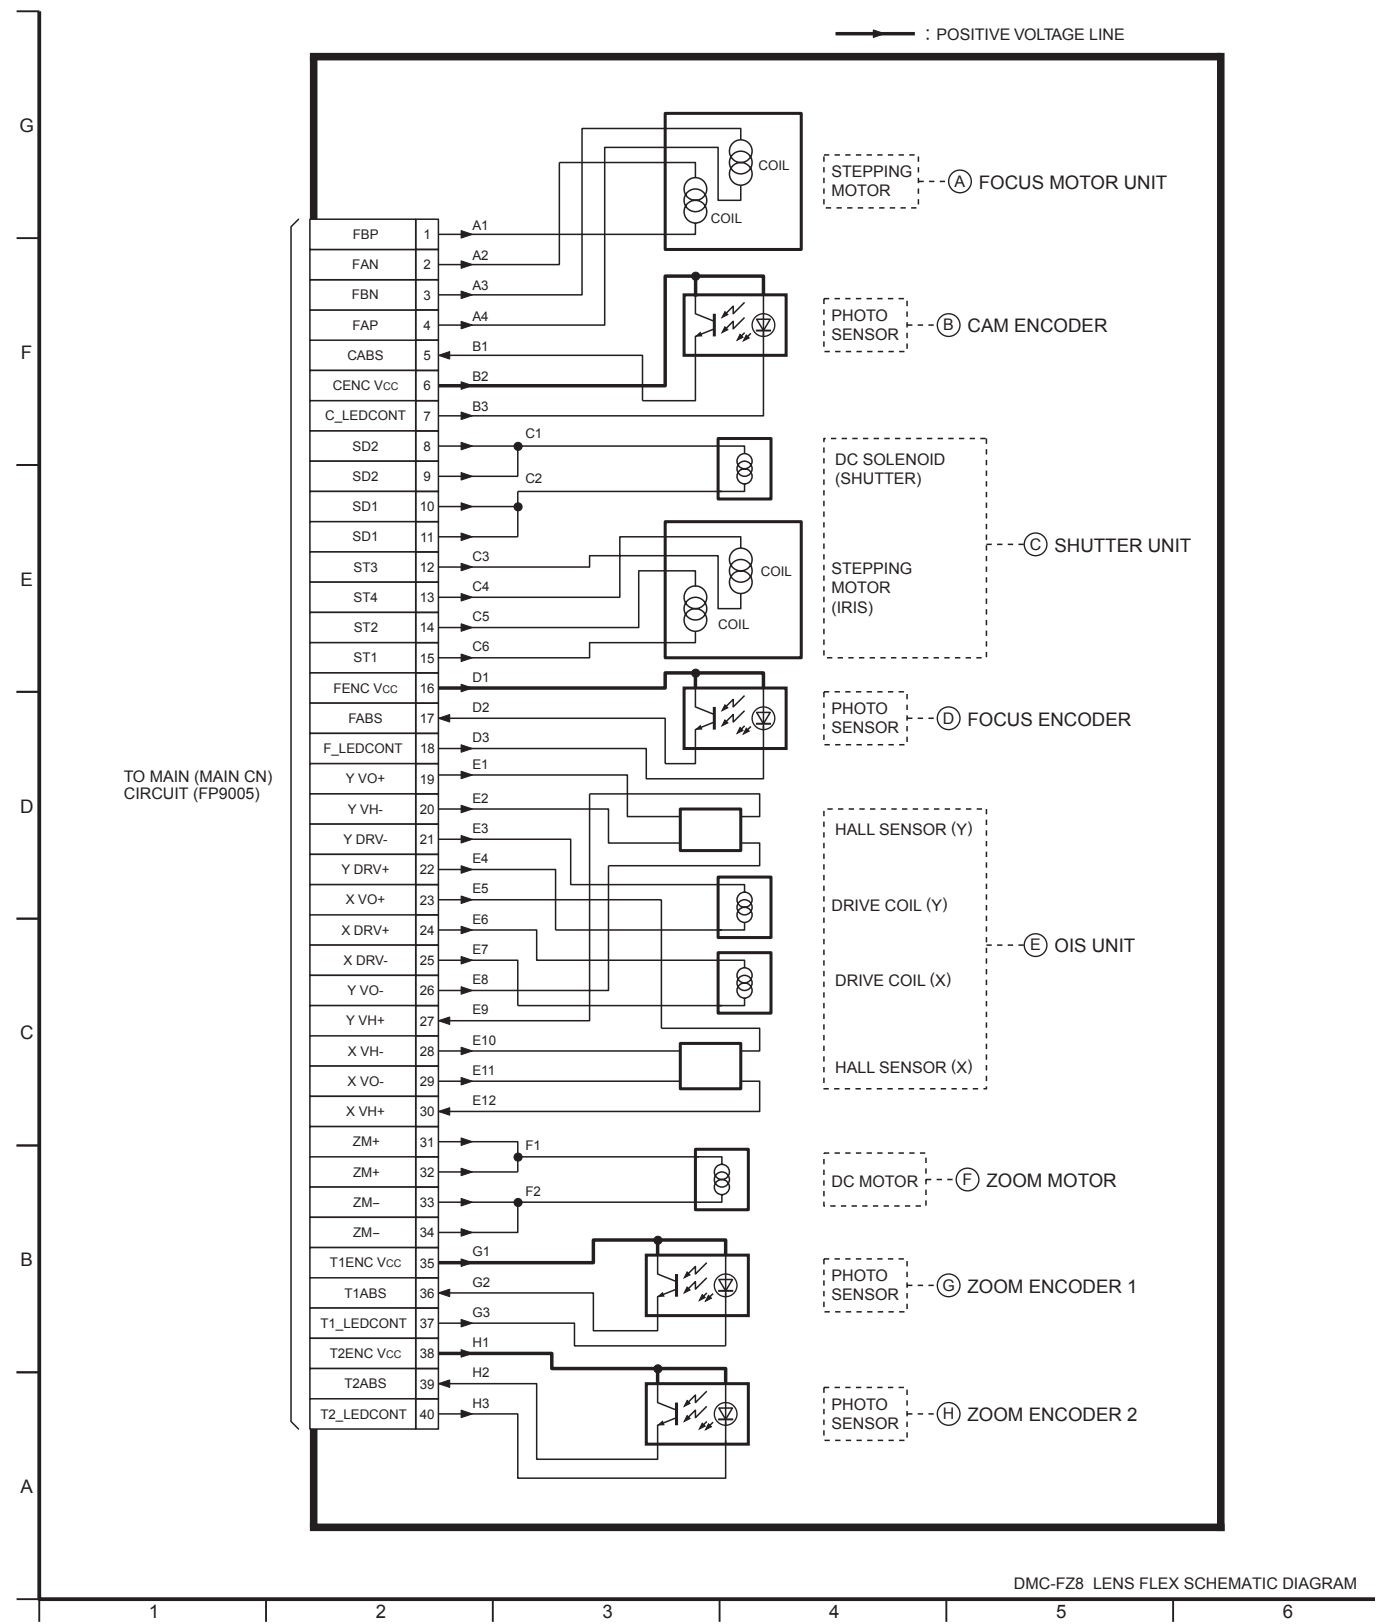 : POSITIVE VOLTAGE LINE
G
F
E
D
C
B
A
COIL
COIL
STEPPING
MOTOR
A FOCUS MOTOR UNIT
FBP 1 A1
FAN 2 A2
FBN 3 A3
FAP 4 A4
CABS 5 B1
CENC Vcc 6 B2
C_LEDCONT 7 B3
PHOTO
SENSOR
B CAM ENCODER
SD2 8 C1
SD2 9
SD1 10 C2
SD1 11
ST3 12 C3
ST4 13 C4
ST2 14 C5
ST1 15 C6
DC SOLENOID
(SHUTTER)
COIL
COIL
STEPPING
MOTOR
(IRIS)
C SHUTTER UNIT
FENC Vcc 16 D1
FABS 17 D2
F_LEDCONT 18 D3
PHOTO
SENSOR
D FOCUS ENCODER
TO MAIN (MAIN CN)
CIRCUIT (FP9005)
Y VO+ 19 E1
Y VH- 20 E2
Y DRV- 21 E3
Y DRV+ 22 E4
X VO+ 23 E5
X DRV+ 24 E6
X DRV- 25 E7
Y VO- 26 E8
Y VH+ 27 E9
X VH- 28 E10
X VO- 29 E11
X VH+ 30 E12
HALL SENSOR (Y)
DRIVE COIL (Y)
DRIVE COIL (X)
HALL SENSOR (X)
E OIS UNIT
ZM+ 31 F1
ZM+ 32
ZM– 33 F2
ZM– 34
DC MOTOR
F ZOOM MOTOR
T1ENC Vcc 35 G1
T1ABS 36 G2
T1_LEDCONT 37 G3
PHOTO
SENSOR
G ZOOM ENCODER 1
T2ENC Vcc 38 H1
T2ABS 39 H2
T2_LEDCONT 40 H3
PHOTO
SENSOR
H ZOOM ENCODER 2
DMC-FZ8 LENS FLEX SCHEMATIC DIAGRAM
1 2 3 4 5 6